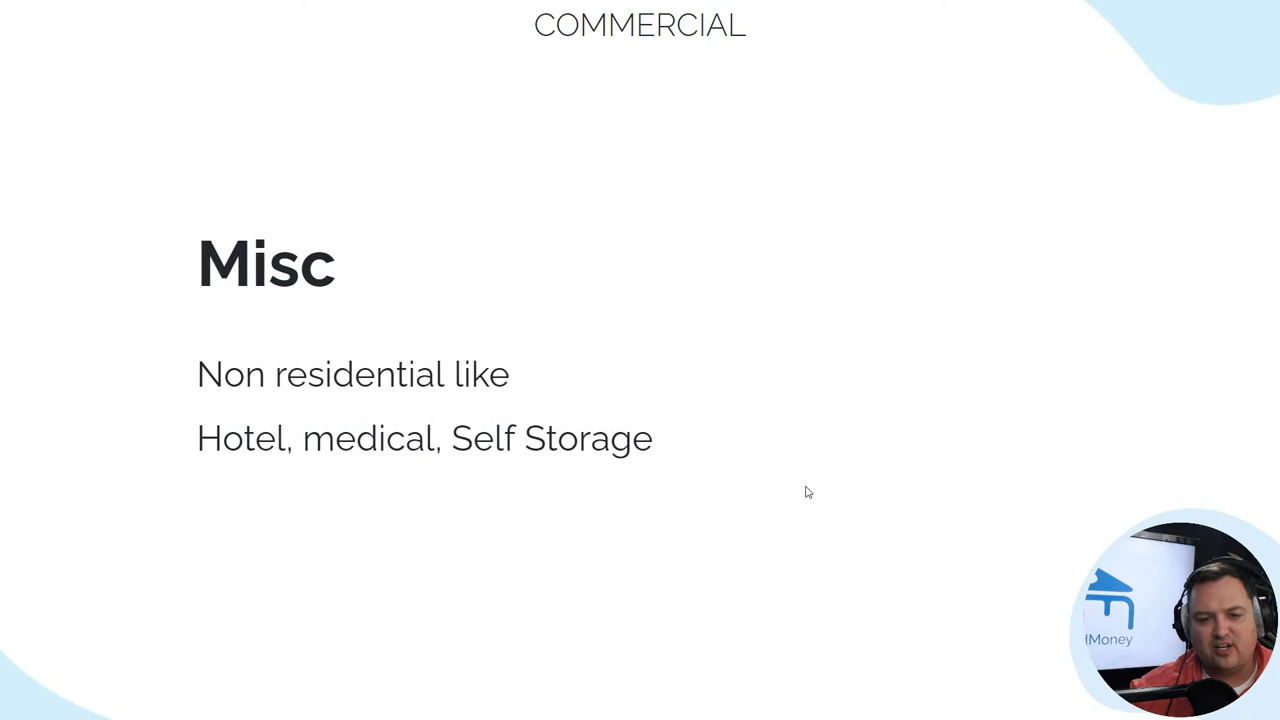 COMMERCIAL
Misc
Non residential like
Hotel, medical, Self Storage
Money